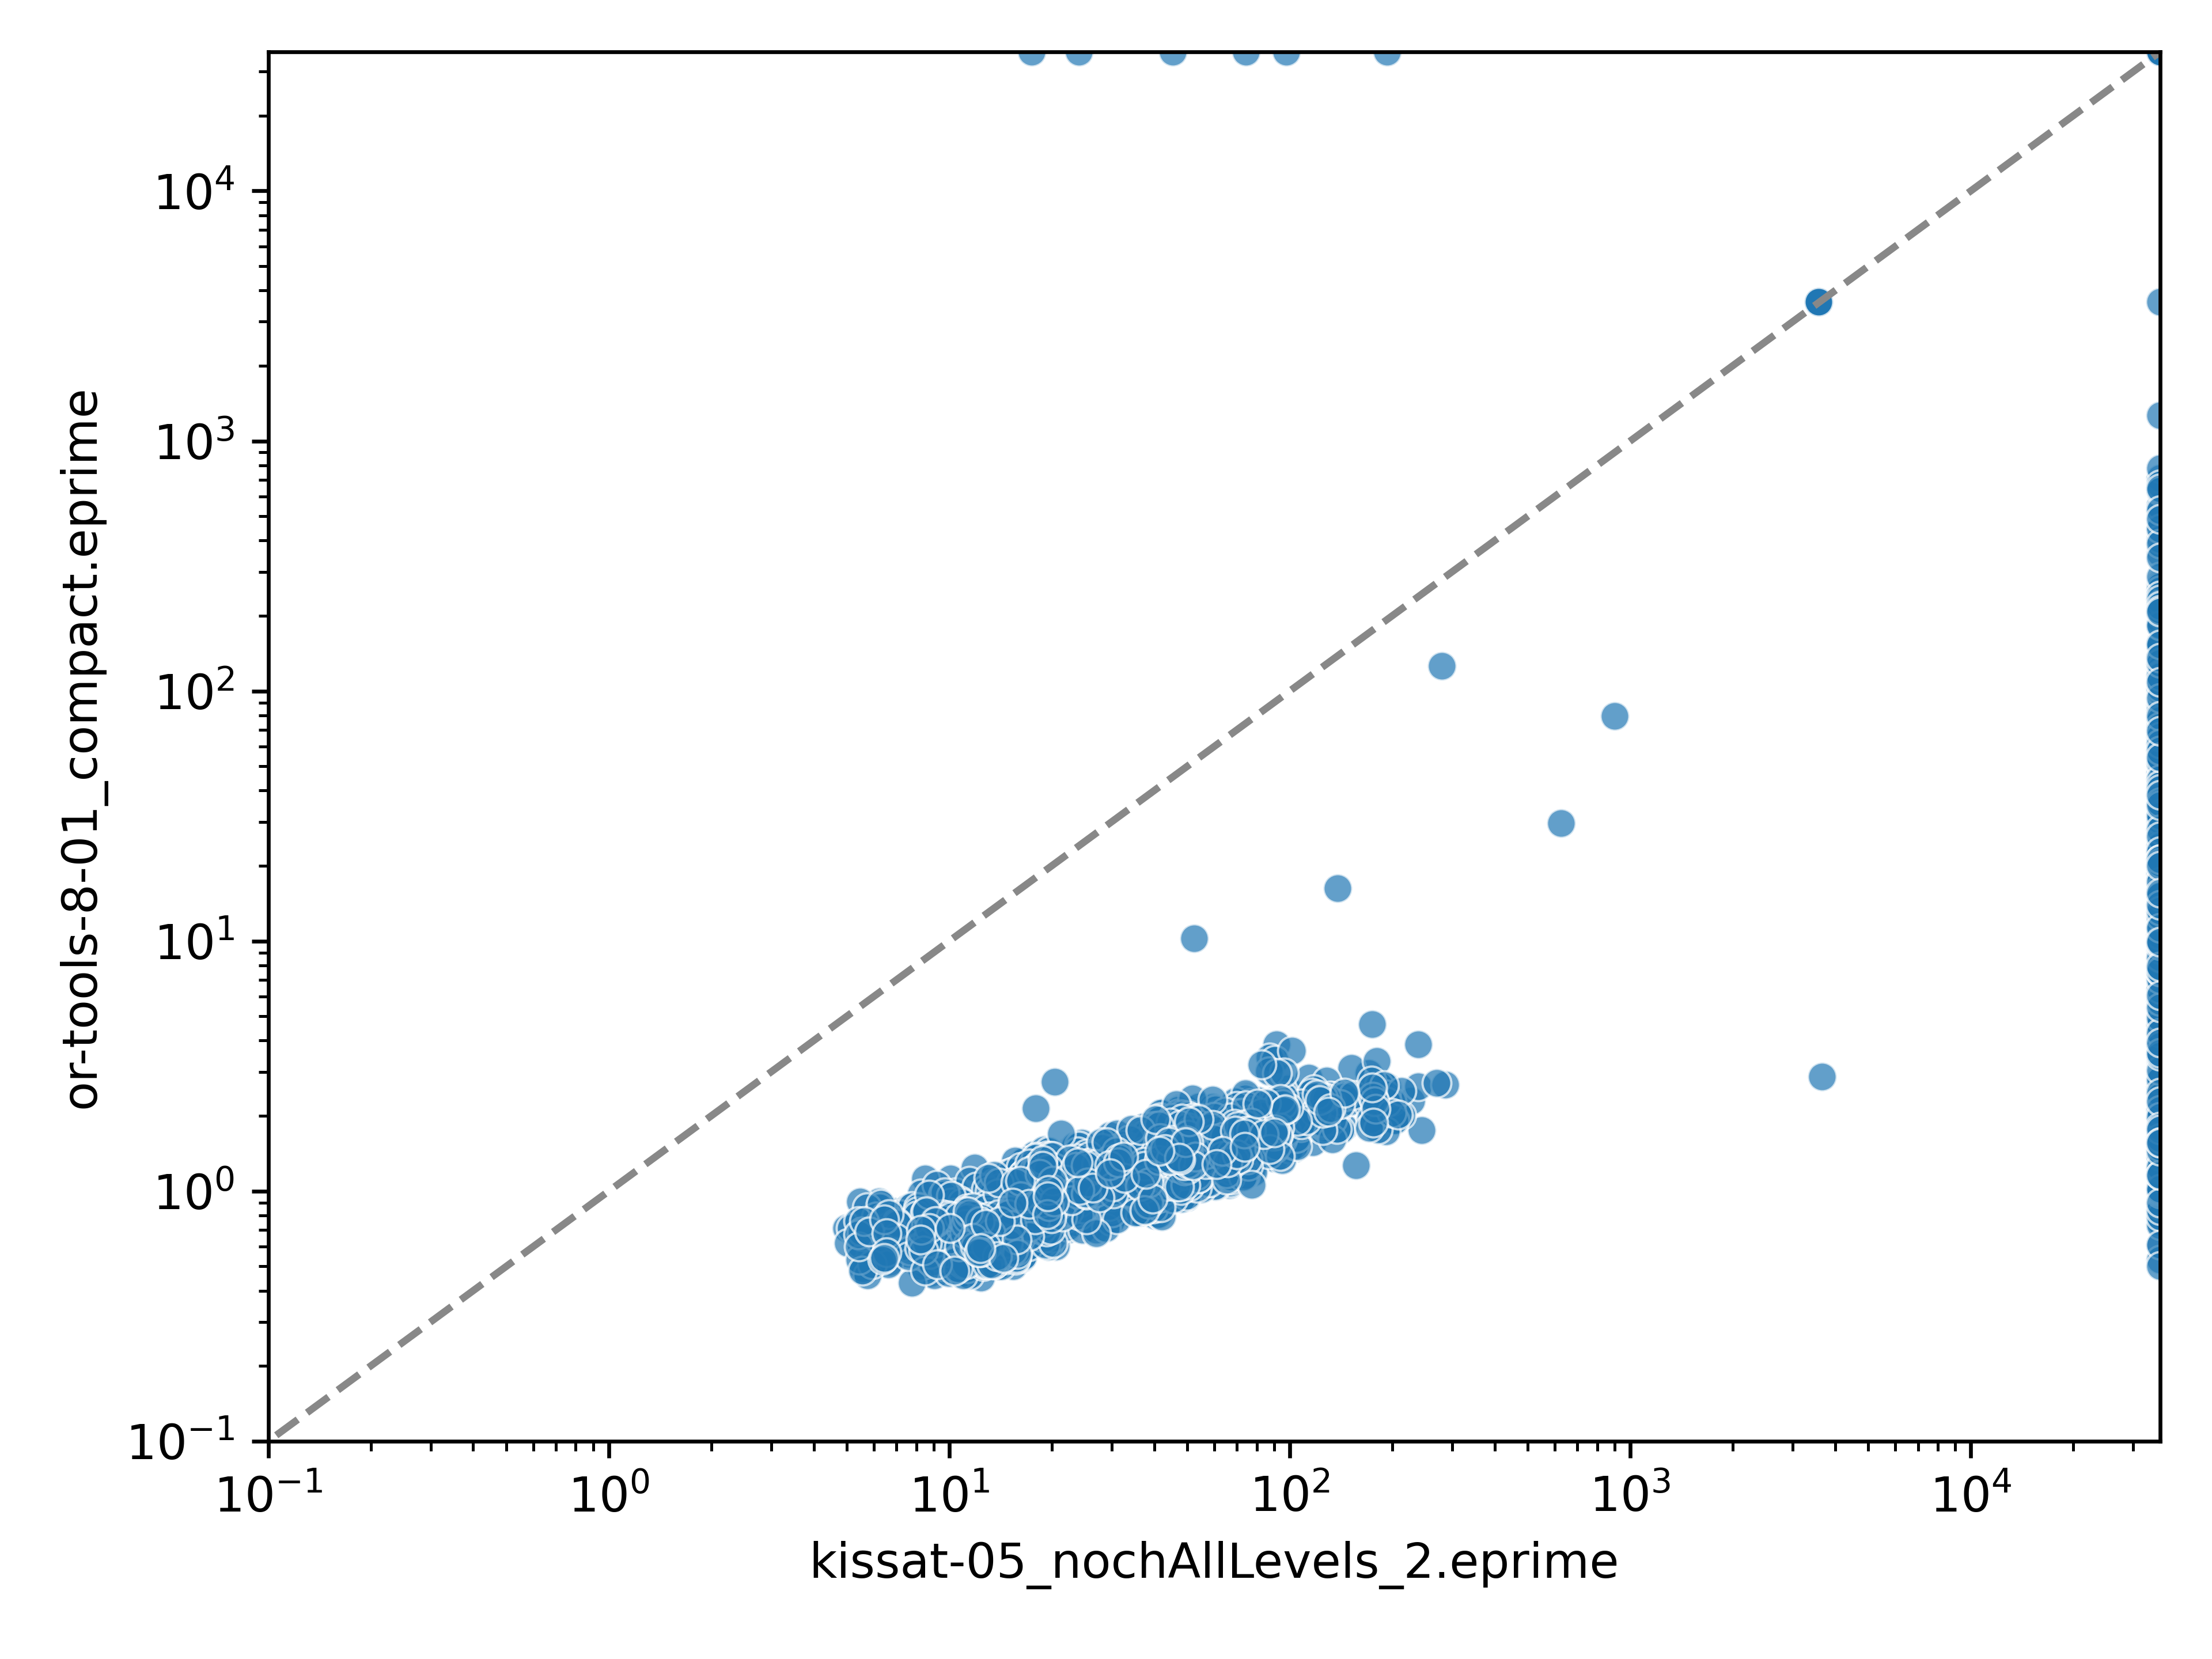 or-tools-8-01_compact.eprime
10⁴
10³
10²
10¹
10⁰
10⁻¹
10⁻¹ 10⁰ 10¹ 10² 10³ 10⁴
kissat-05_nochAllLevels_2.eprime